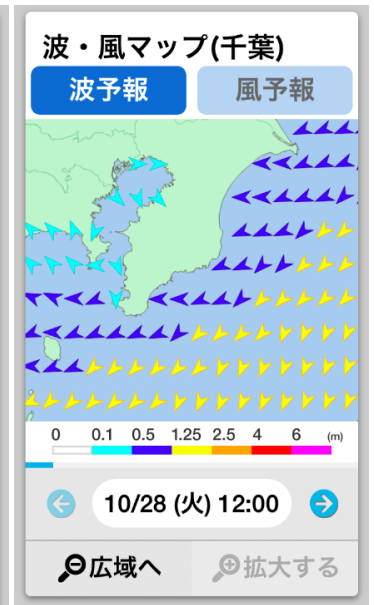 波・風マップ(千葉)
波予報 風予報
0 0.1 0.5 1.25 2.5 4 6 (m)
10/28 (火) 12:00
広域へ 拡大する